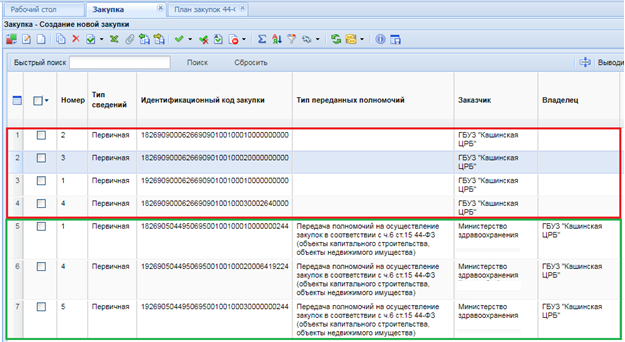 Рабочий стол Закупка План закупок 44-
Закупка - Создание новой закупки
Быстрый поиск Поиск Сбросить Выводи
Номер Тип сведений Идентификационный код закупки Тип переданных полномочий Заказчик Владелец
1 2 Первичная 182690900062669090100100010000000000 ГБУЗ "Кашинская
ЦРБ"
2 3 Первичная 182690900062669090100100020000000000 ГБУЗ "Кашинская
ЦРБ"
3 1 Первичная 192690900062669090100100010000000000 ГБУЗ "Кашинская
ЦРБ"
4 4 Первичная 182690900062669090100100030002640000 ГБУЗ "Кашинская
ЦРБ"
5 1 Первичная 182690504495069500100100010000000244 Передача полномочий на осуществление Министерство ГБУЗ "Кашинская
закупок в соответствии с ч.6 ст.15 44-ФЗ здравоохранения ЦРБ"
(объекты капитального строительства,
объекты недвижимого имущества)
6 4 Первичная 192690504495069500100100020006419224 Передача полномочий на осуществление Министерство ГБУЗ "Кашинская
закупок в соответствии с ч.6 ст.15 44-ФЗ здравоохранения ЦРБ"
(объекты капитального строительства,
объекты недвижимого имущества)
7 5 Первичная 192690504495069500100100030000000244 Передача полномочий на осуществление Министерство ГБУЗ "Кашинская
закупок в соответствии с ч.6 ст.15 44-ФЗ здравоохранения ЦРБ"
(объекты капитального строительства,
объекты недвижимого имущества)